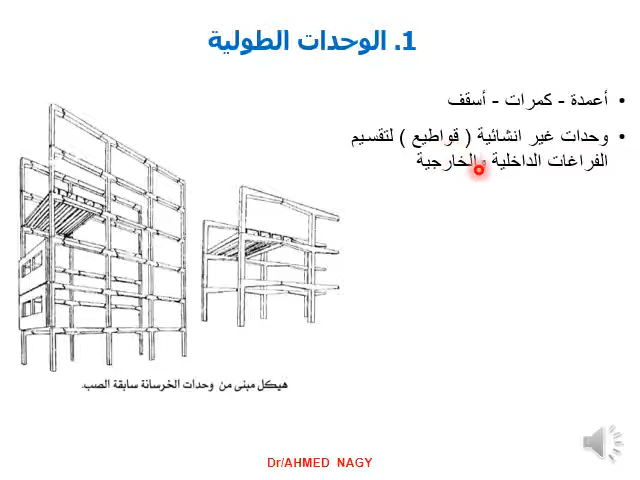 1. الوحدات الطولية
• أعمدة - كمرات - أسقف
• وحدات غير انشائية ( قواطيع ) لتقسيم
الفراغات الداخلية والخارجية
هيكل مبنى من وحدات الخرسانة سابقة الصب.
Dr/AHMED NAGY